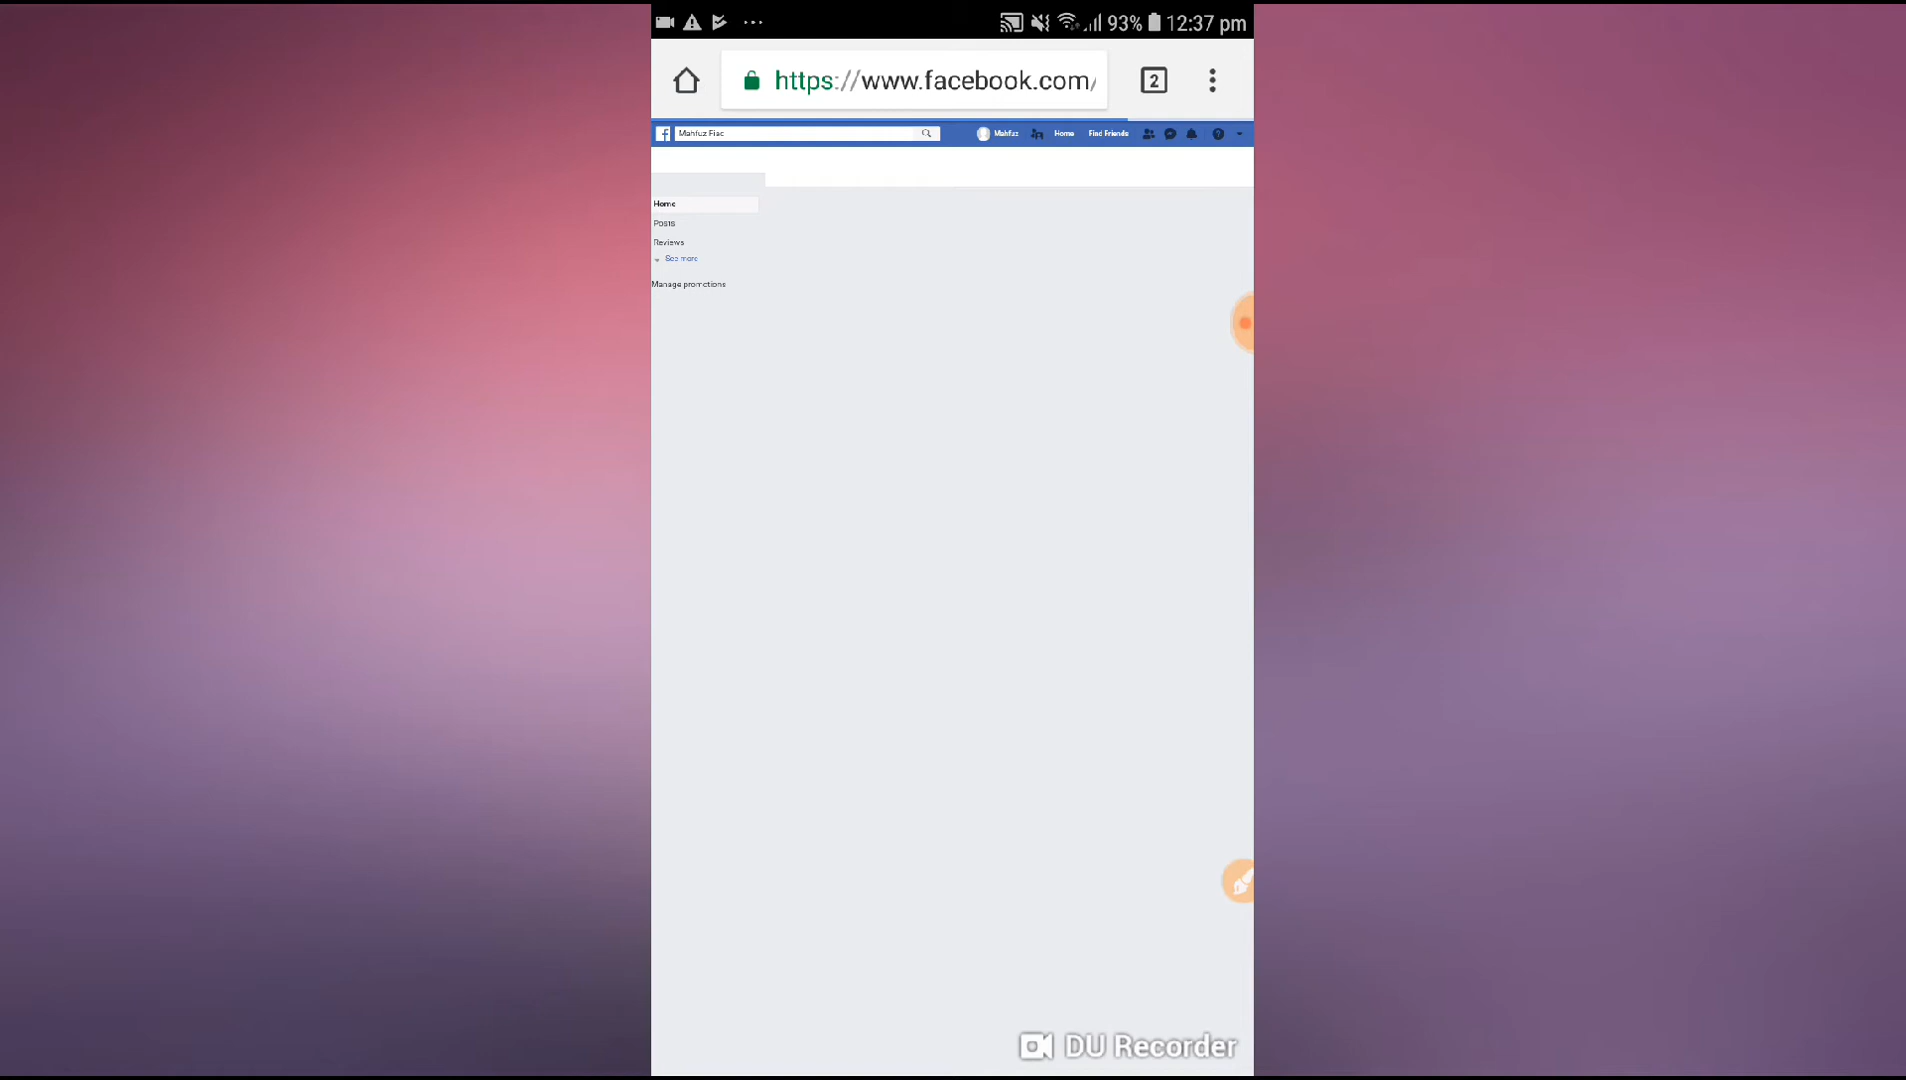 93% 12:37 pm
https://www.facebook.com/
2
Mahfuz Fiac
Mahfuz Home Find Friends
Home
Posts
Reviews
See more
Manage promotions
DU Recorder